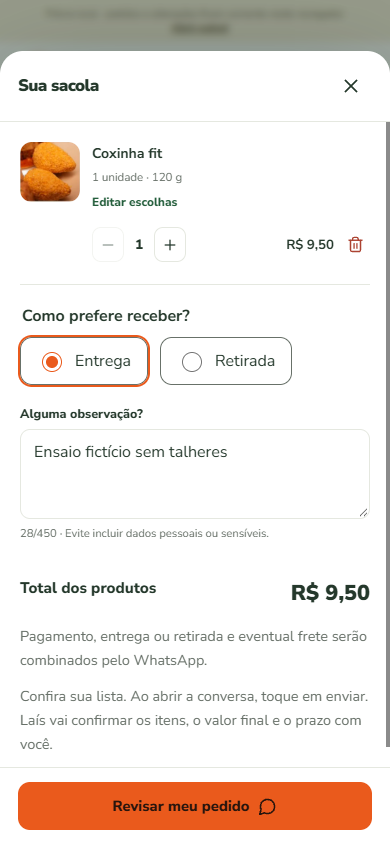 Sua sacola
Coxinha fit
1 unidade · 120 g
Editar escolhas
1
R$ 9,50
Como prefere receber?
Entrega
Retirada
Alguma observação?
Ensaio fictício sem talheres
28/450 · Evite incluir dados pessoais ou sensíveis.
Total dos produtos
R$ 9,50
Pagamento, entrega ou retirada e eventual frete serão
combinados pelo WhatsApp.
Confira sua lista. Ao abrir a conversa, toque em enviar.
Laís vai confirmar os itens, o valor final e o prazo com
você.
Revisar meu pedido